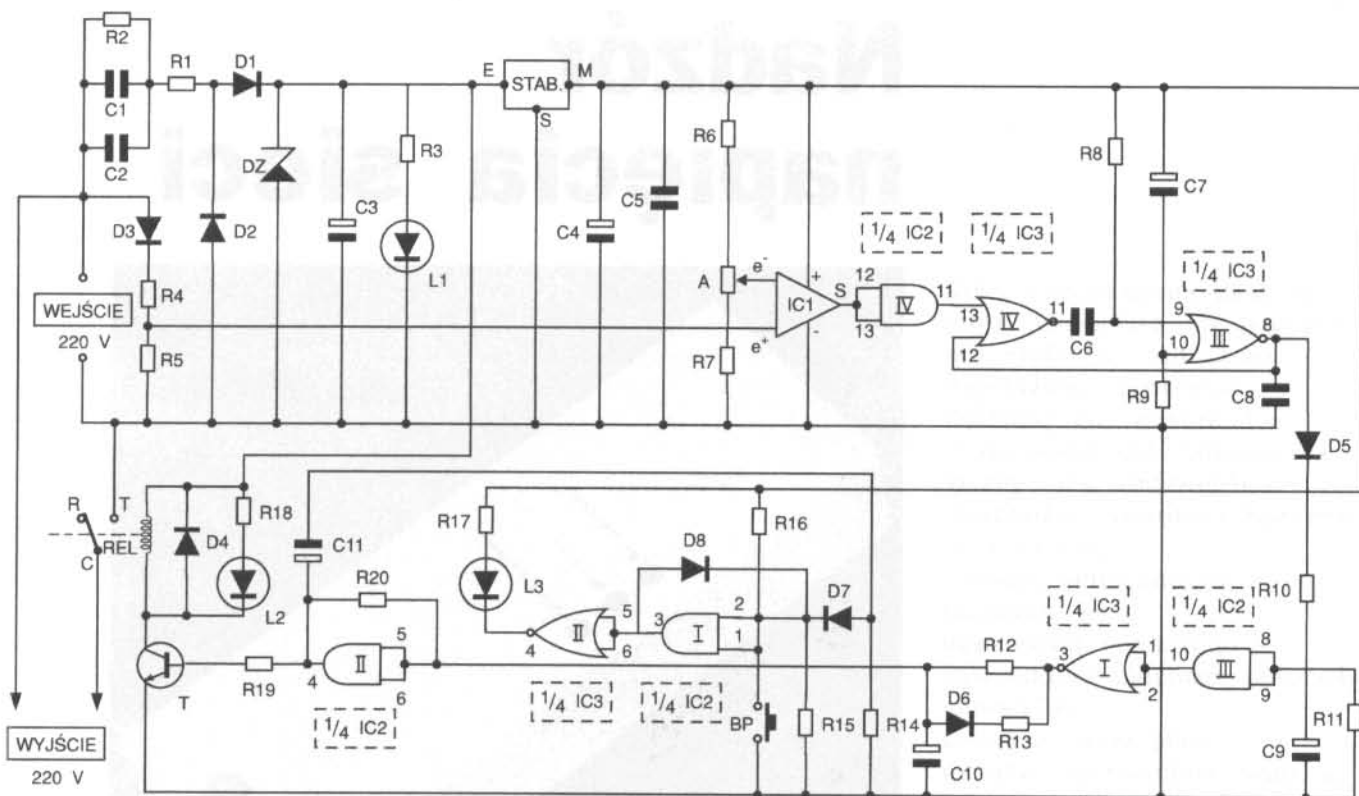 R2
R1
D1
C1
C2
E
STAB.
M
S
R3
DZ
R6
R8
C7
D3
D2
C3
L1
C4
C5
1/4 IC2
1/4 IC3
1/4 IC3
R4
A
e-
+
IC1
-
S
12
13
IV
11
13
12
IV
11
C6
9
10
III
8
WEJŚCIE
220 V
R5
e+
R7
R9
C8
D5
R
T
REL
C
D4
R18
L2
C11
R20
R17
L3
D8
R16
D7
1/4 IC3
1/4 IC2
R10
T
R19
4
II
5
6
1/4 IC2
4
II
5
6
3
I
2
1
1/4 IC3
1/4 IC2
BP
R15
R14
R12
D6
R13
C10
3
I
1
2
10
III
8
9
R11
C9
WYJŚCIE
220 V